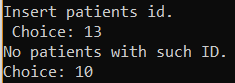 Insert patients id.
 Choice: 13
No patients with such ID.
Choice: 10